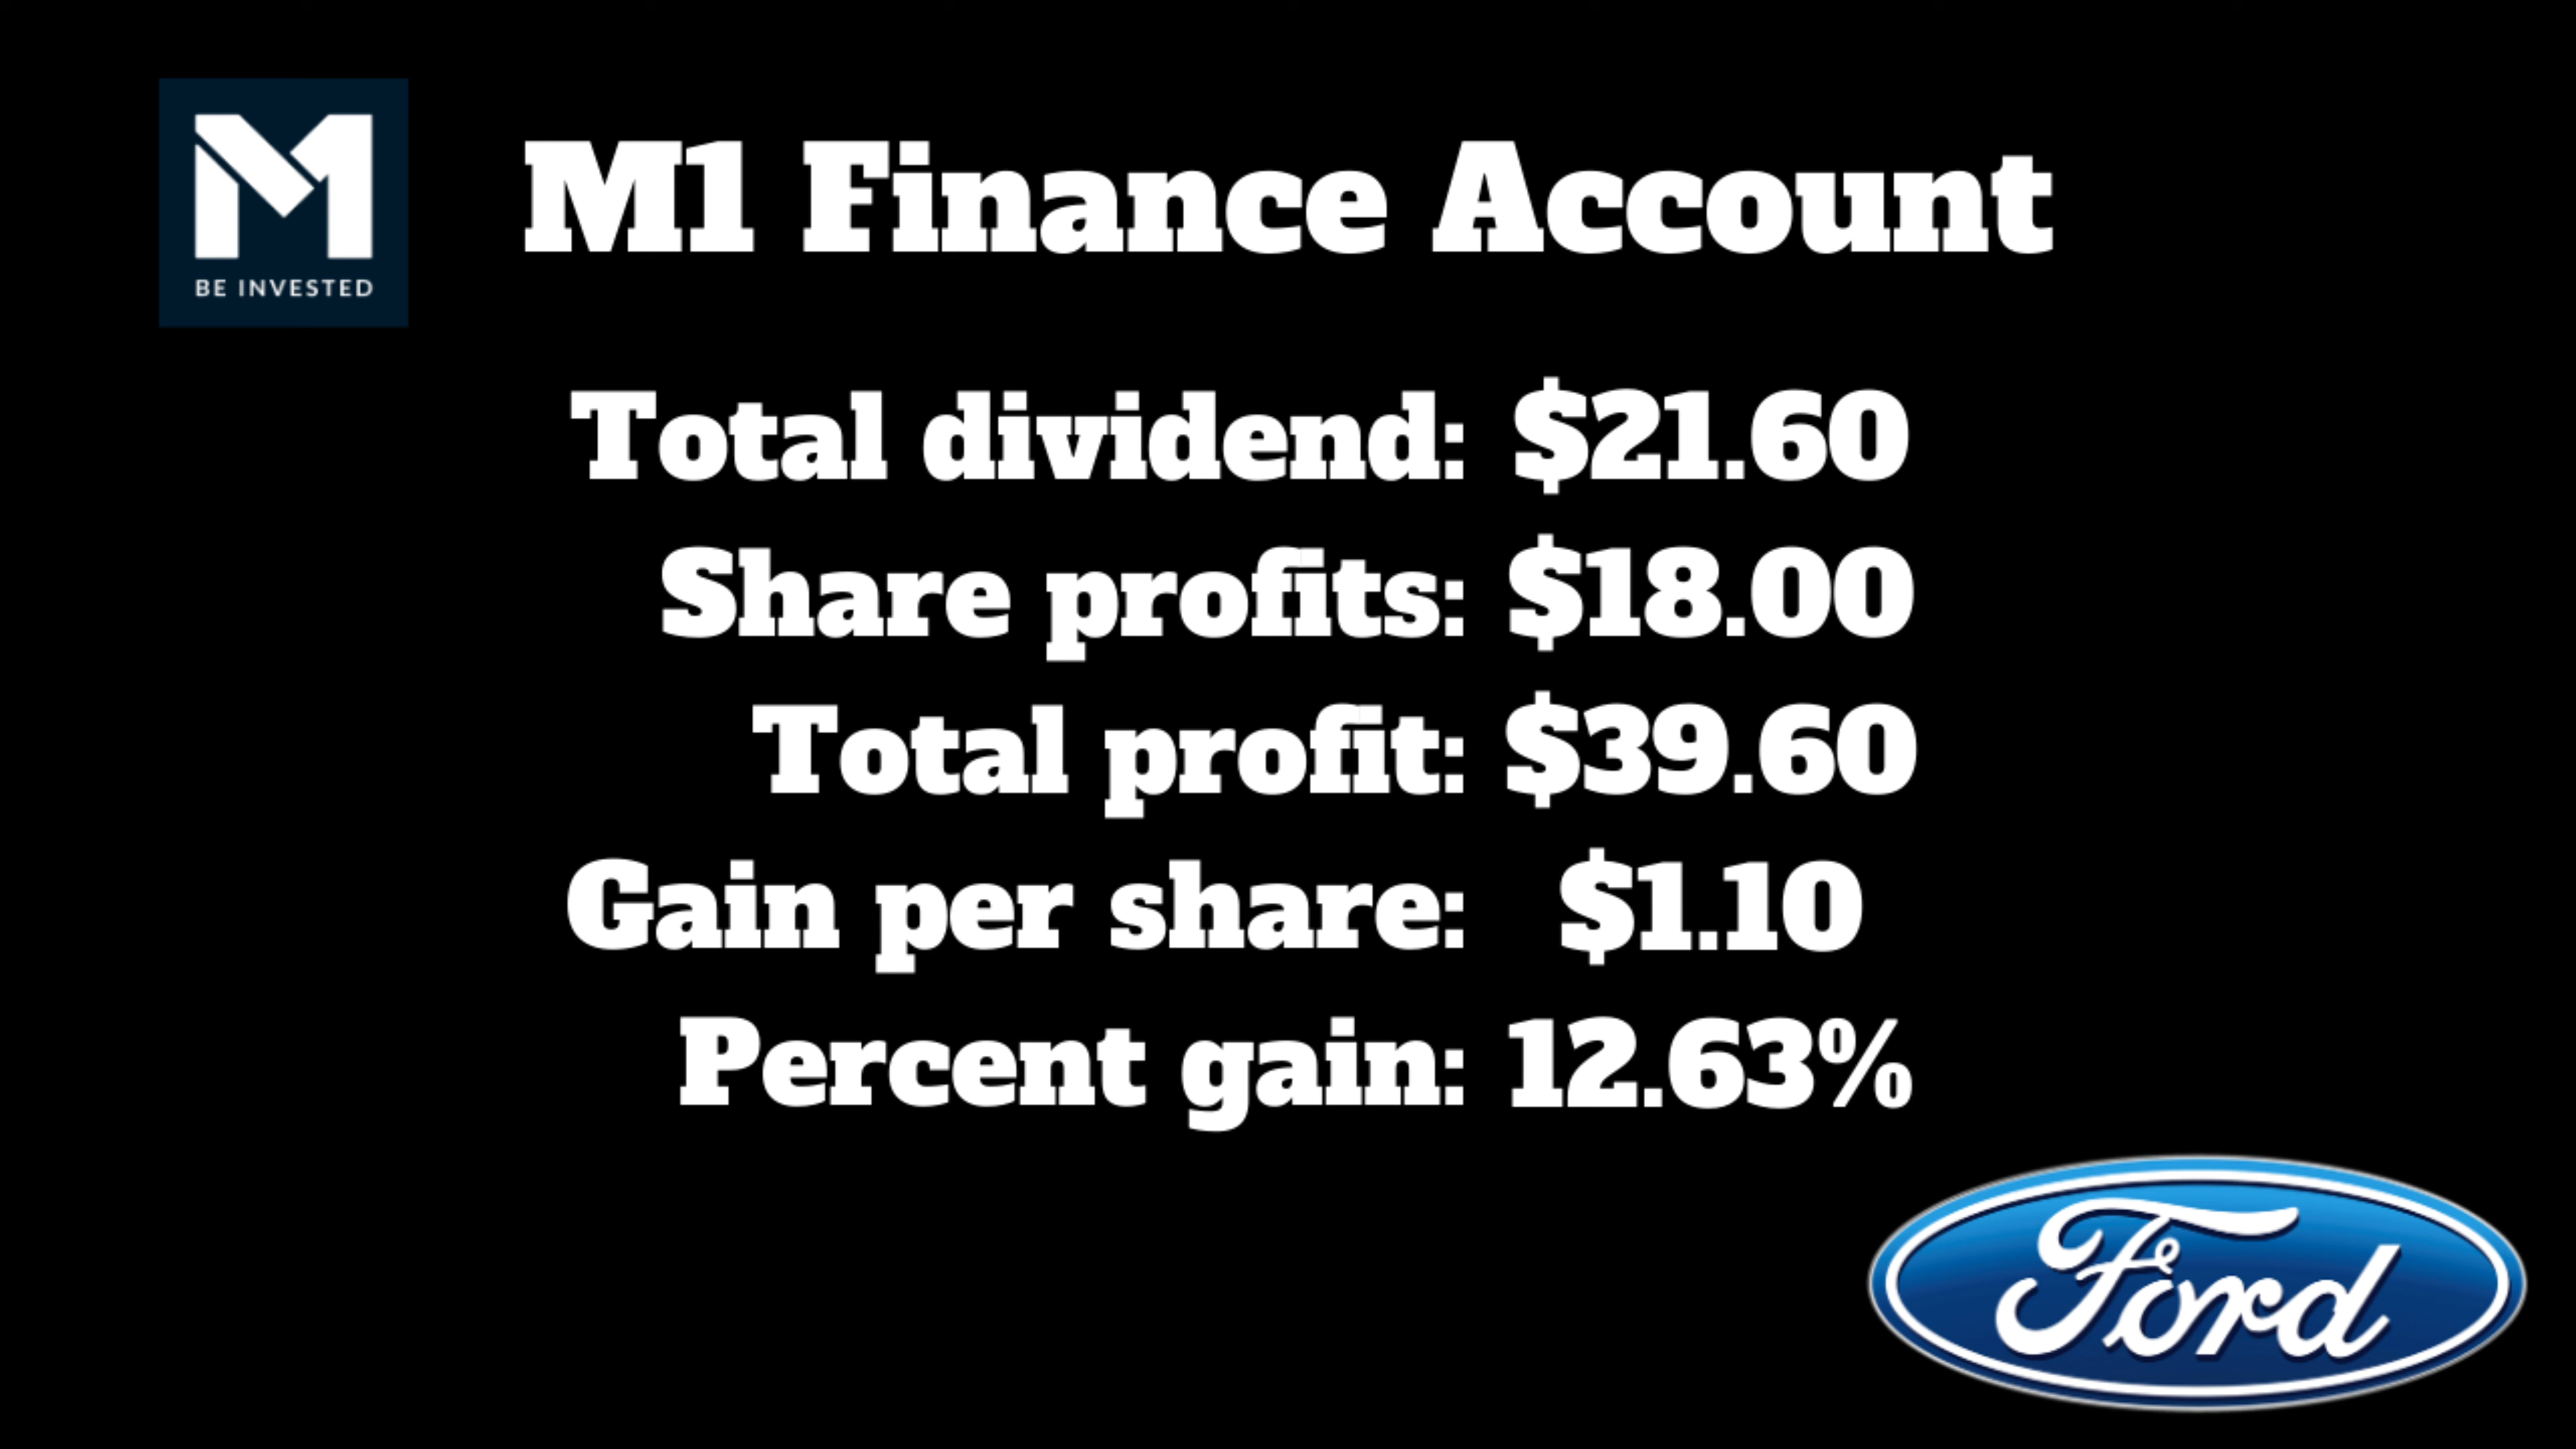 M1
BE INVESTED
M1 Finance Account
Total dividend: $21.60
Share profits: $18.00
Total profit: $39.60
Gain per share: $1.10
Percent gain: 12.63%
Ford